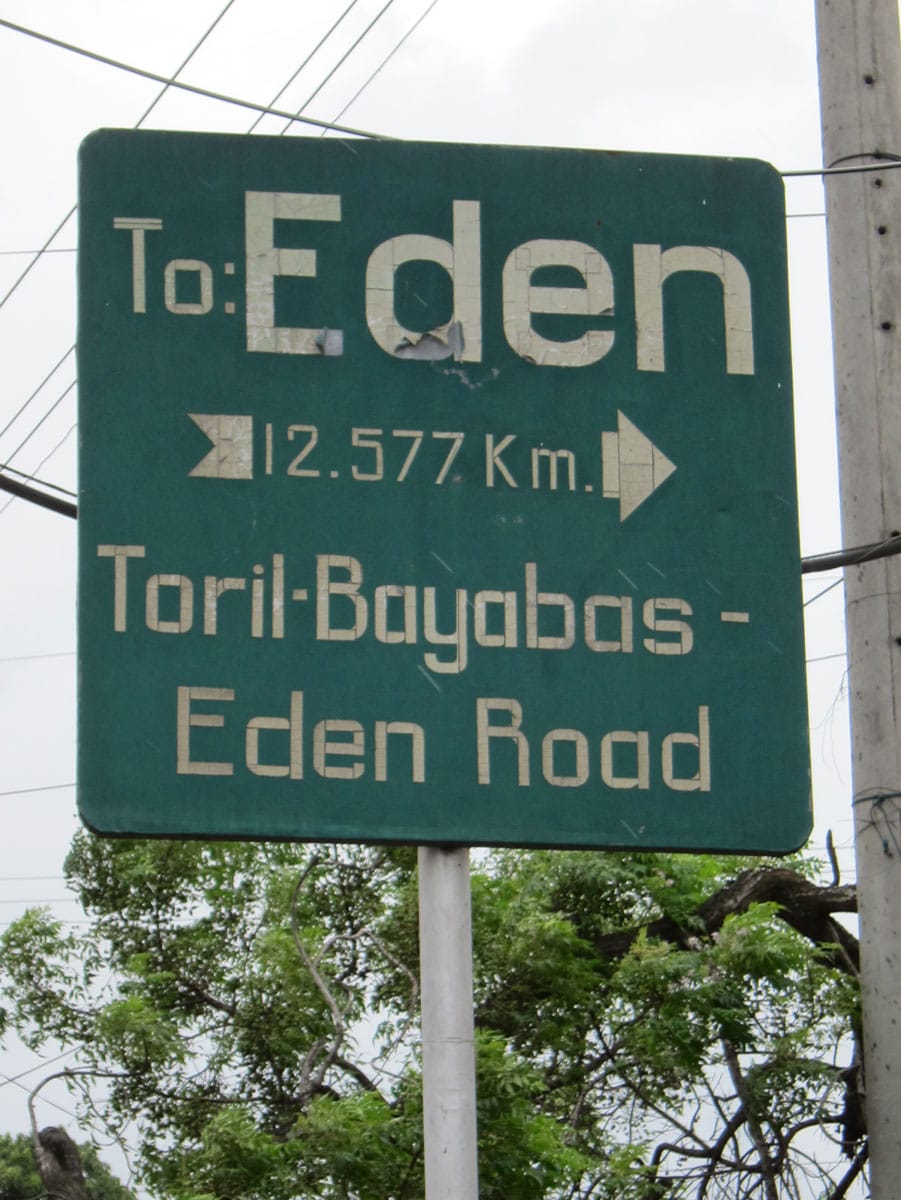 To: Eden
12.577 Km.
Toril-Bayabas-
Eden Road